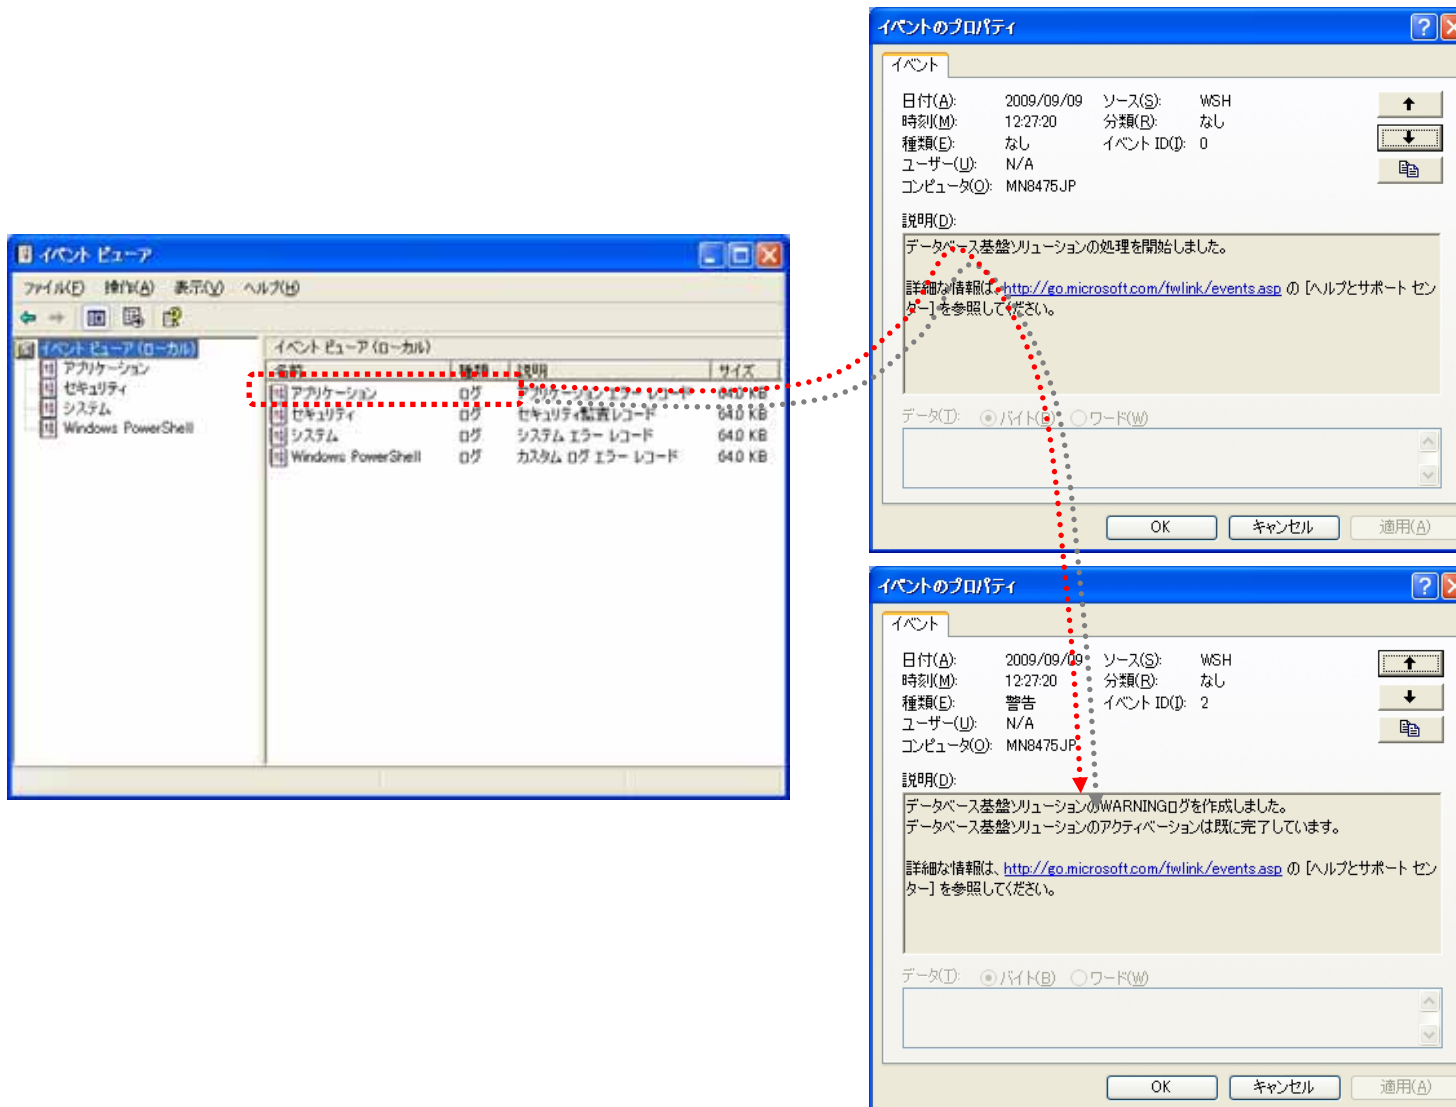 イベント ビューア
ファイル(F) 操作(A) 表示(V) ヘルプ(H)
イベント ビューア (ローカル)
アプリケーション
セキュリティ
システム
Windows PowerShell
イベント ビューア (ローカル)
名前 種類 説明 サイズ
アプリケーション ログ アプリケーション エラー レコード 64.0 KB
セキュリティ ログ セキュリティ監査レコード 64.0 KB
システム ログ システム エラー レコード 64.0 KB
Windows PowerShell ログ カスタム ログ エラー レコード 64.0 KB
イベントのプロパティ
イベント
日付(A): 2009/09/09 ソース(S): WSH
時刻(M): 12:27:20 分類(R): なし
種類(E): なし イベント ID(I): 0
ユーザー(U): N/A
コンピュータ(O): MN8475JP
説明(D):
データベース基盤ソリューションの処理を開始しました。
詳細な情報は、http://go.microsoft.com/fwlink/events.asp の [ヘルプとサポート セン
ター] を参照してください。
データ(T): バイト(B) ワード(W)
OK キャンセル 適用(A)
イベントのプロパティ
イベント
日付(A): 2009/09/09 ソース(S): WSH
時刻(M): 12:27:20 分類(R): なし
種類(E): 警告 イベント ID(I): 2
ユーザー(U): N/A
コンピュータ(O): MN8475JP
説明(D):
データベース基盤ソリューションのWARNINGログを作成しました。
データベース基盤ソリューションのアクティベーションは既に完了しています。
詳細な情報は、http://go.microsoft.com/fwlink/events.asp の [ヘルプとサポート セン
ター] を参照してください。
データ(T): バイト(B) ワード(W)
OK キャンセル 適用(A)